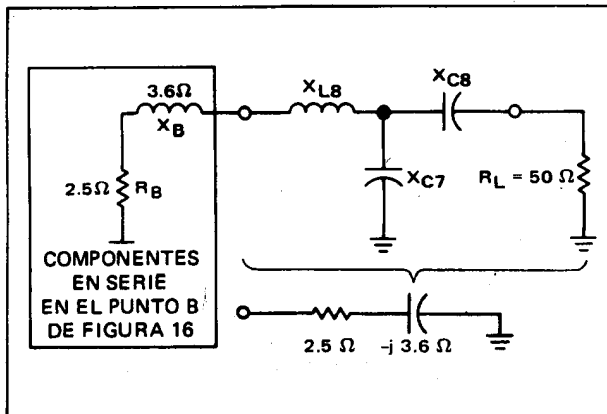 3.6Ω
X_B
X_L8
X_C8
2.5Ω
R_B
X_C7
R_L = 50 Ω
COMPONENTES
EN SERIE
EN EL PUNTO B
DE FIGURA 16
2.5 Ω
-j 3.6 Ω